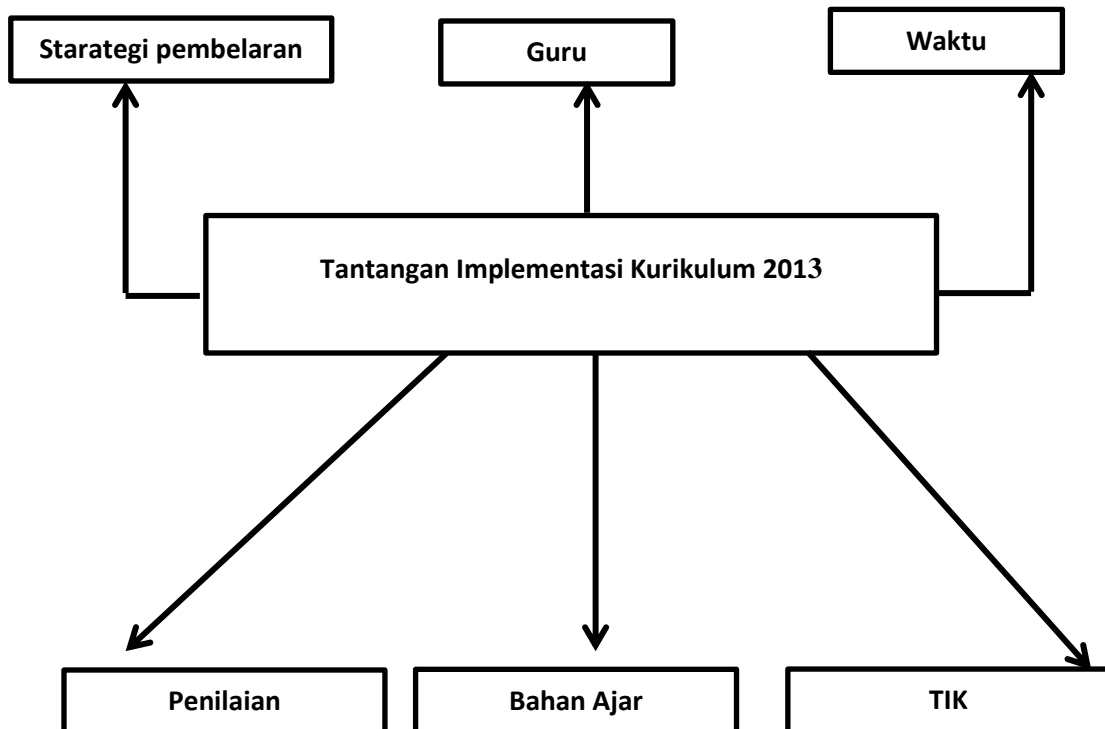 Starategi pembelaran
Guru
Waktu
Tantangan Implementasi Kurikulum 2013
Penilaian
Bahan Ajar
TIK